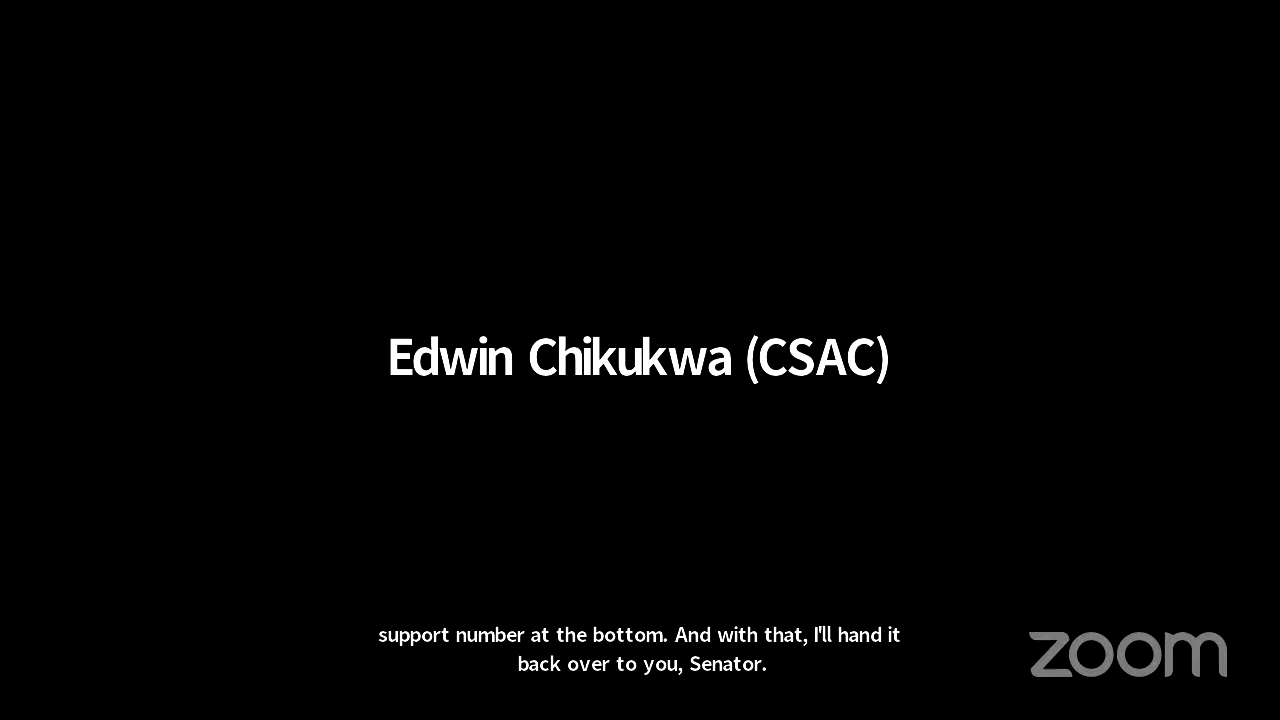 Edwin Chikukwa (CSAC)
support number at the bottom. And with that, I'll hand it
back over to you, Senator.
zoom